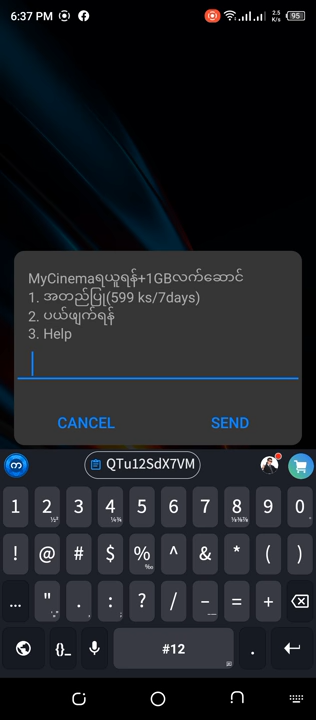 6:37 PM
2.5
K/s
95
MyCinemaရယူရန်+1GBလက်ဆောင်
1. အတည်ပြု(599 ks/7days)
2. ပယ်ဖျက်ရန်
3. Help
CANCEL SEND
QTu12SdX7VM
1 2 3 4 5 6 7 8 9 0
! @ # $ % ^ & * ( )
... " . : ? / - = +
{}_ #12 .